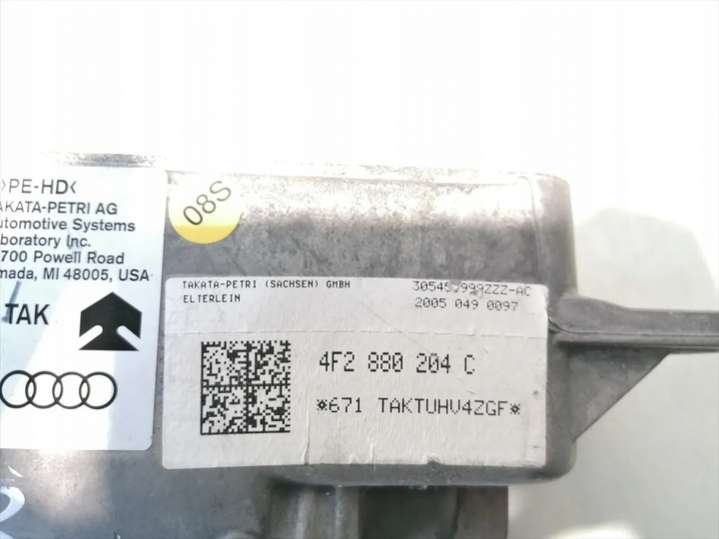 >PE-HD<
AKATA-PETRI AG
utomotive Systems
boratory Inc.
700 Powell Road
mada, MI 48005, USA
TAK
08S
TAKATA-PETRI (SACHSEN) GMBH
ELTERLEIN
2005 049 0097
4F2 880 204 C
*671 TAKTUHV4ZGF*